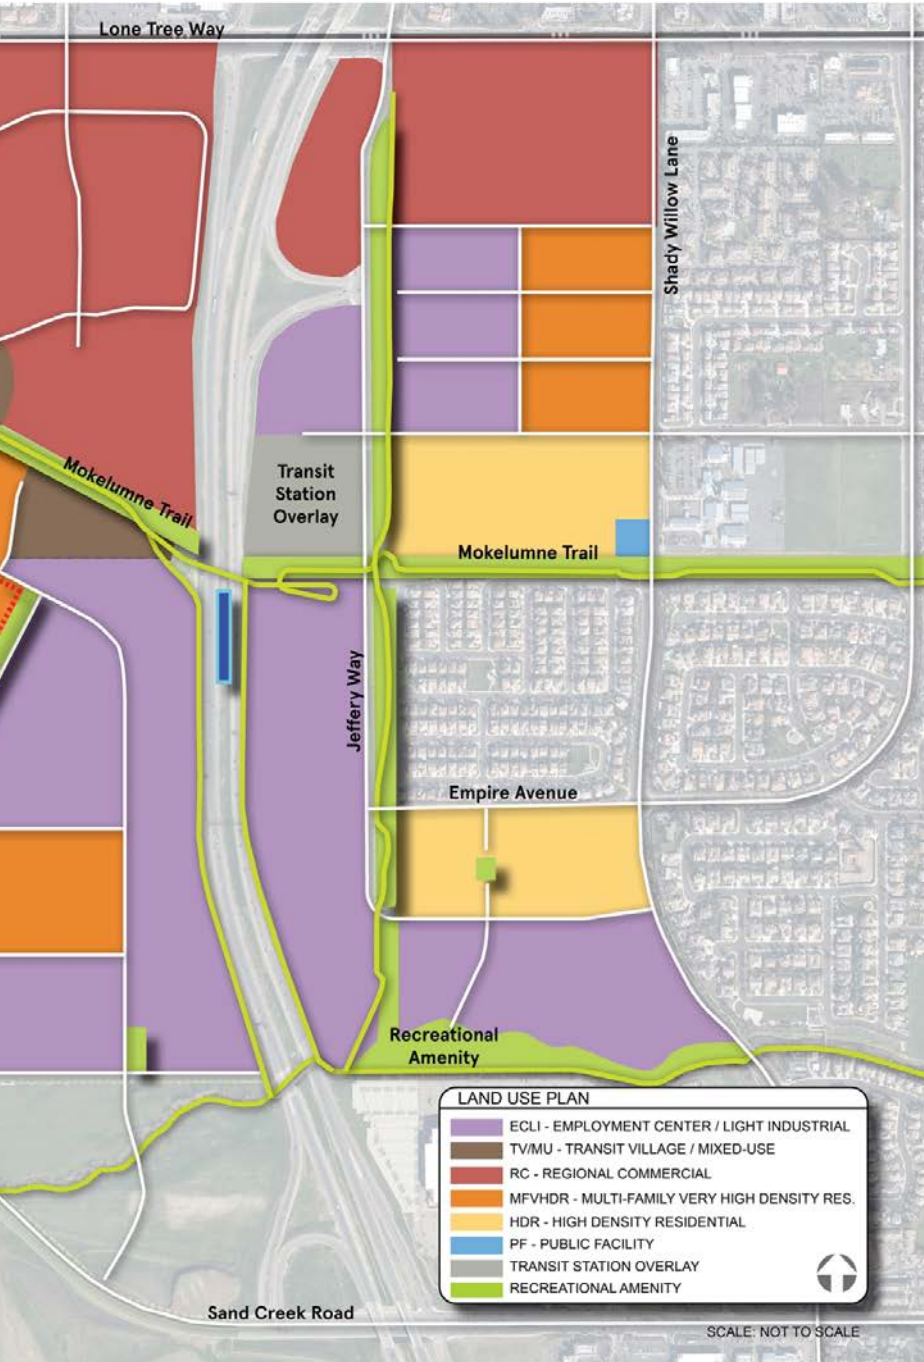 Lone Tree Way
Shady Willow Lane
Mokelumne Trail
Transit
Station
Overlay
Mokelumne Trail
Jeffery Way
Empire Avenue
Recreational
Amenity
LAND USE PLAN
ECLI - EMPLOYMENT CENTER / LIGHT INDUSTRIAL
TV/MU - TRANSIT VILLAGE / MIXED-USE
RC - REGIONAL COMMERCIAL
MFVHDR - MULTI-FAMILY VERY HIGH DENSITY RES.
HDR - HIGH DENSITY RESIDENTIAL
PF - PUBLIC FACILITY
TRANSIT STATION OVERLAY
RECREATIONAL AMENITY
Sand Creek Road
SCALE: NOT TO SCALE